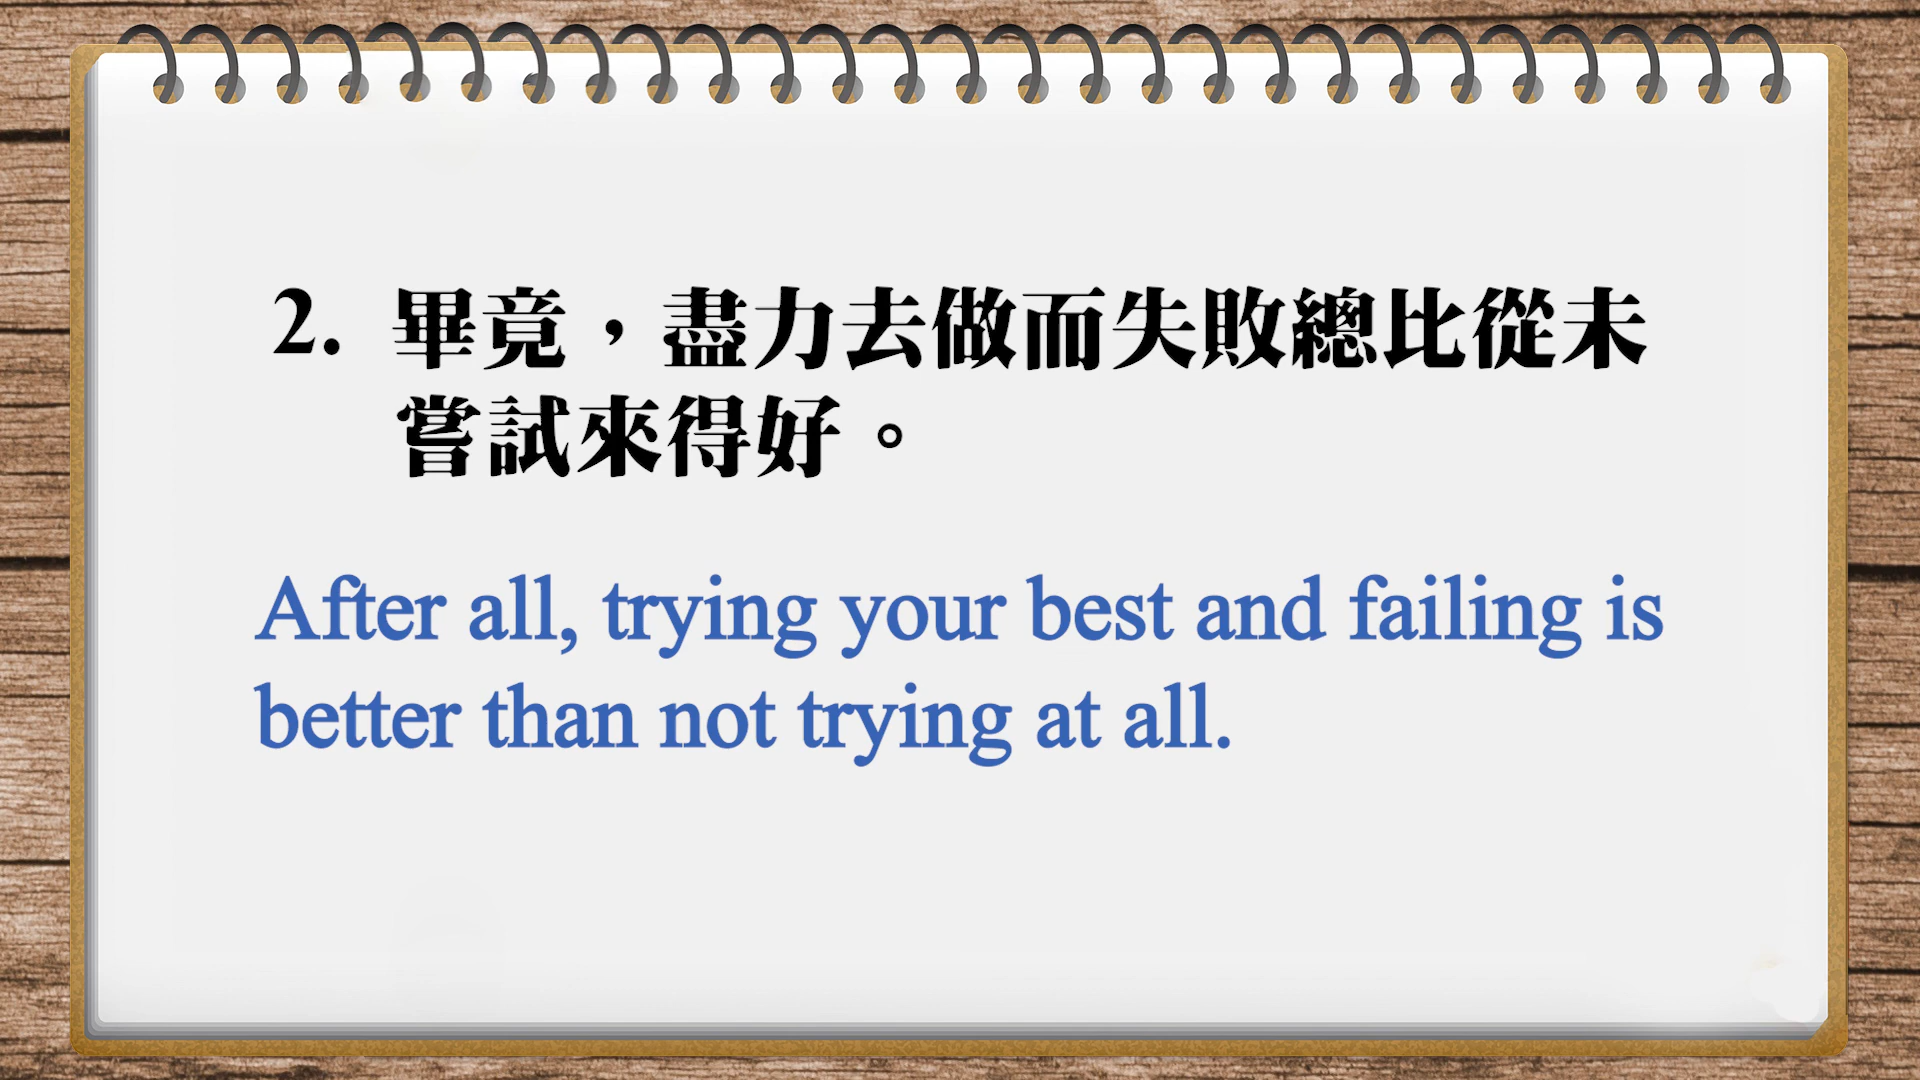 2. 畢竟，盡力去做而失敗總比從未
嘗試來得好。
After all, trying your best and failing is
better than not trying at all.